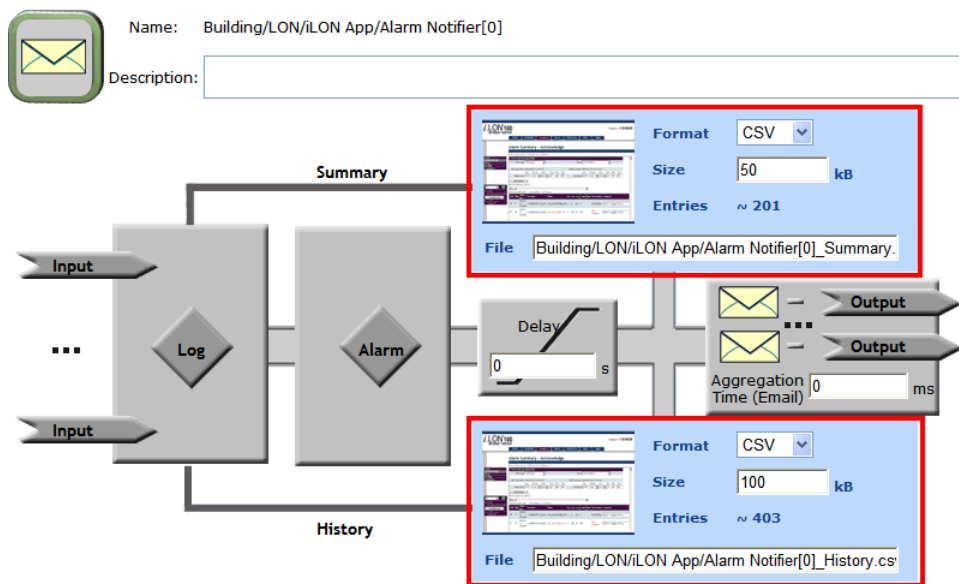 Name: Building/LON/iLON App/Alarm Notifier[0]
Description:
Summary
Format CSV
Size 50 kB
Entries ~ 201
File Building/LON/iLON App/Alarm Notifier[0]_Summary.
Input
...
Input
Log
Alarm
Delay
0 s
Output
...
Output
Aggregation
Time (Email) 0 ms
History
Format CSV
Size 100 kB
Entries ~ 403
File Building/LON/iLON App/Alarm Notifier[0]_History.csv